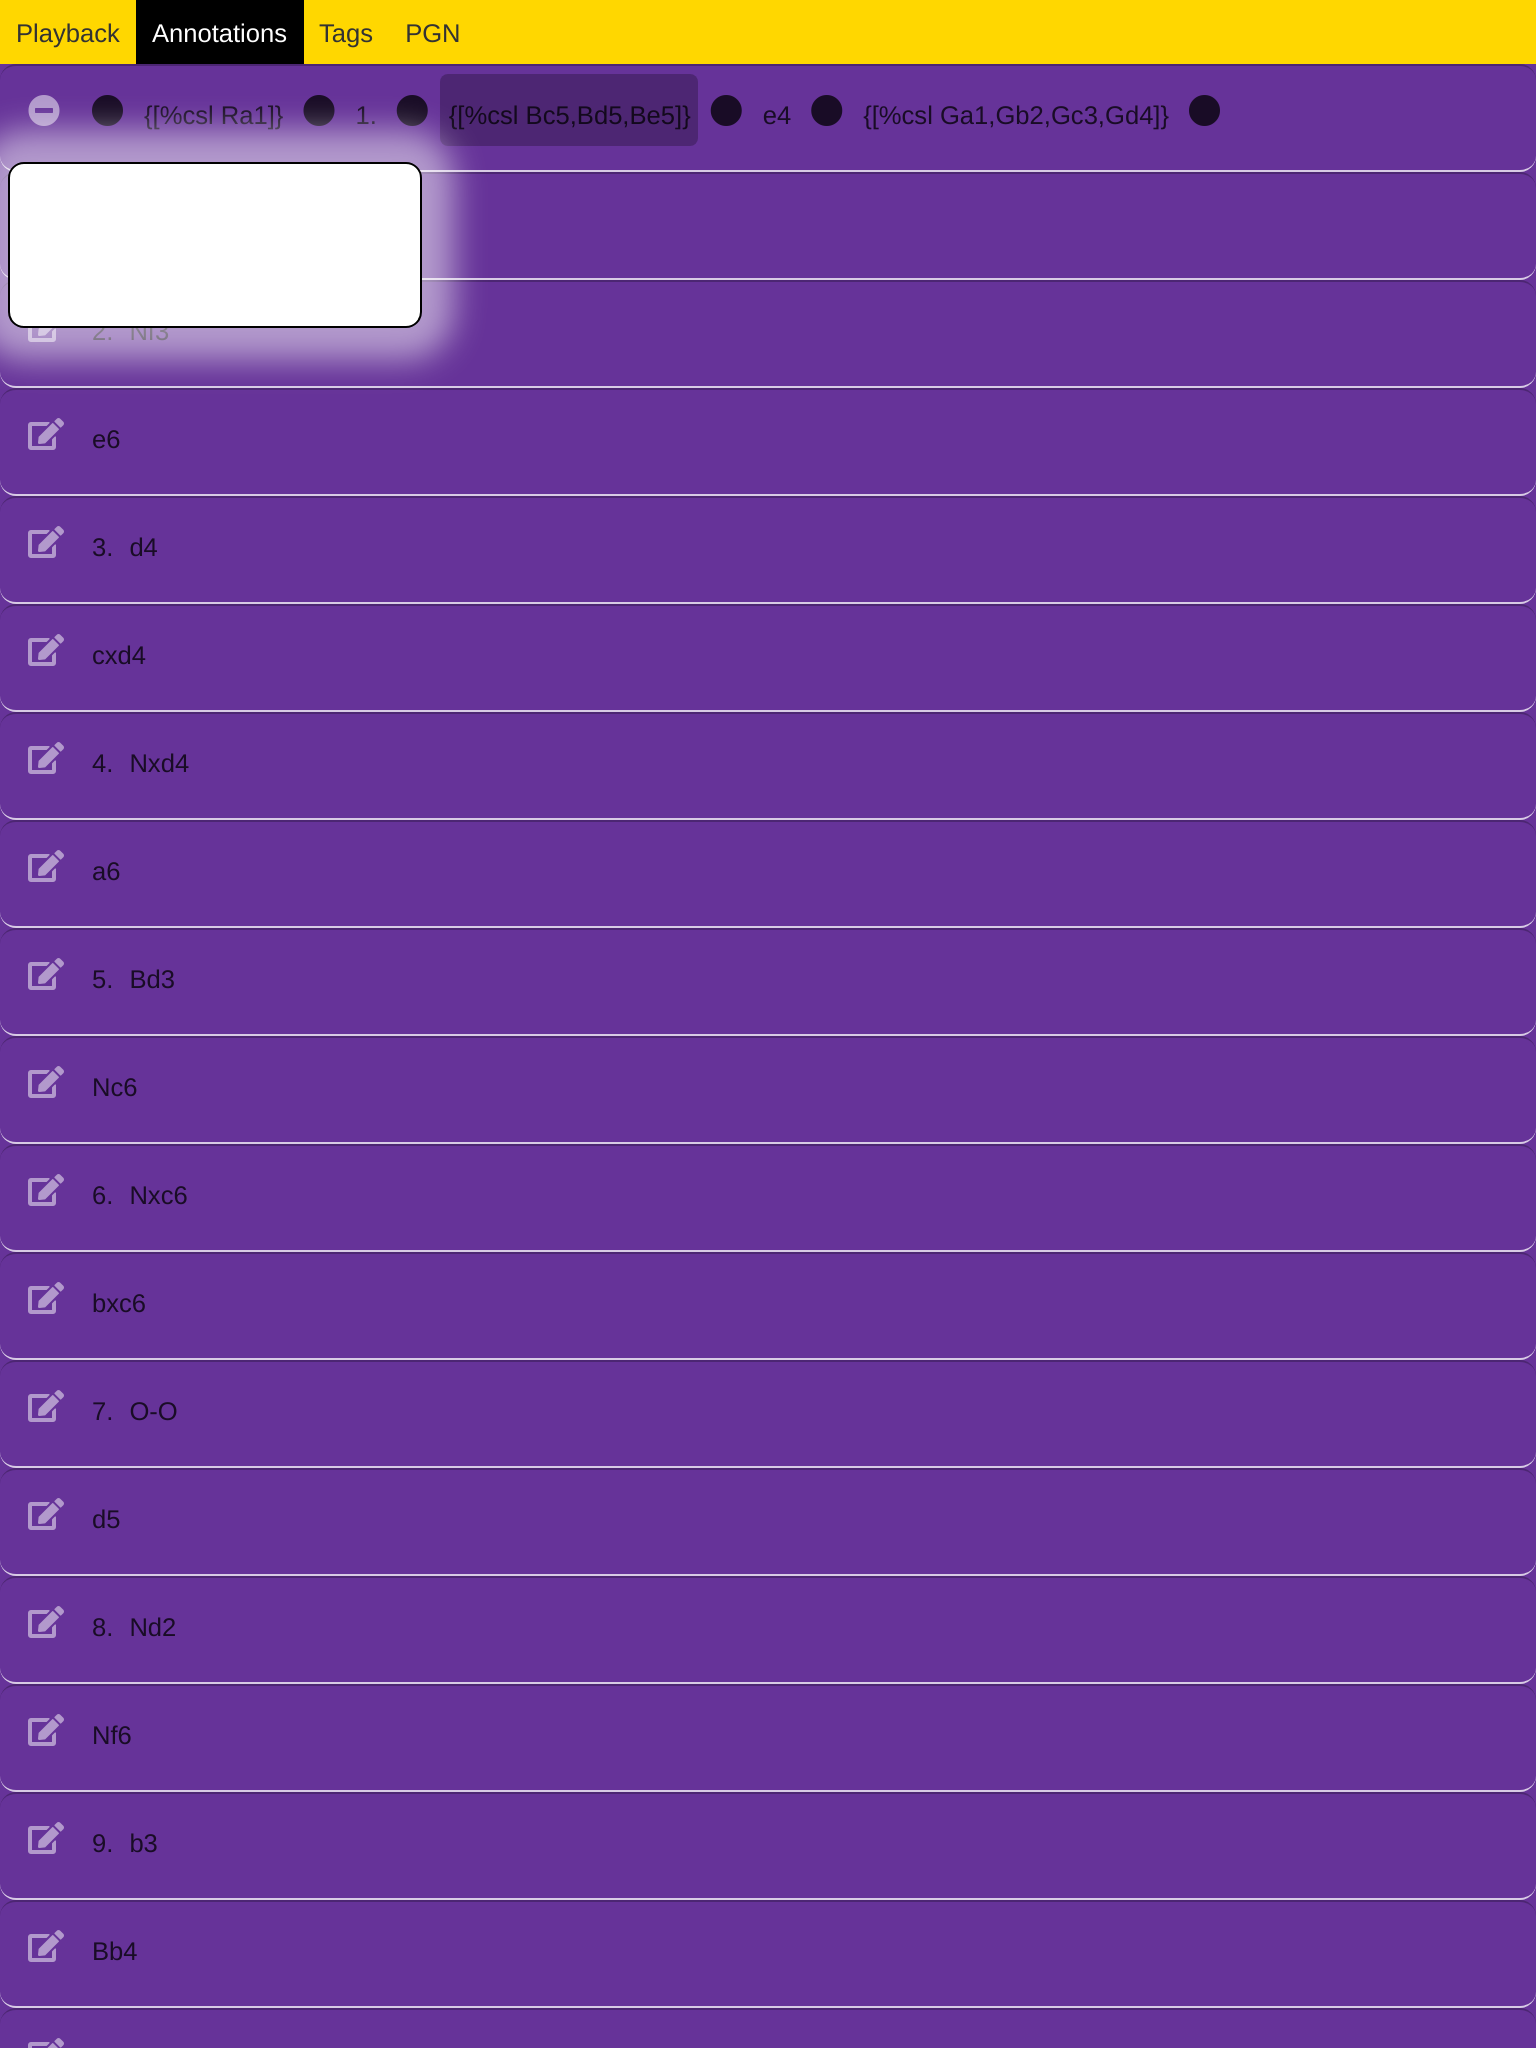 Playback Annotations Tags PGN
{[%csl Ra1]} 1. {[%csl Bc5,Bd5,Be5]} e4 {[%csl Ga1,Gb2,Gc3,Gd4]}
2. Nf3
e6
3. d4
cxd4
4. Nxd4
a6
5. Bd3
Nc6
6. Nxc6
bxc6
7. O-O
d5
8. Nd2
Nf6
9. b3
Bb4